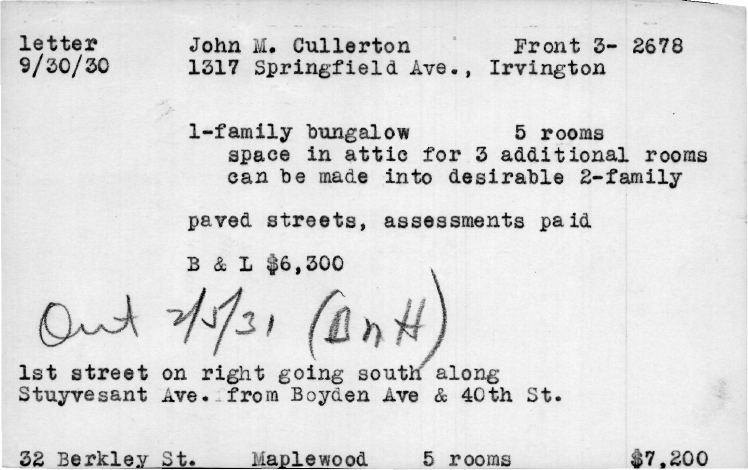 letter John M. Cullerton Front 3- 2678
9/30/30 1317 Springfield Ave., Irvington
1-family bungalow 5 rooms
space in attic for 3 additional rooms
can be made into desirable 2-family
paved streets, assessments paid
B & L $6,300
Out 2/5/31 (BnH)
1st street on right going south along
Stuyvesant Ave. from Boyden Ave & 40th St.
32 Berkley St. Maplewood 5 rooms $7,200